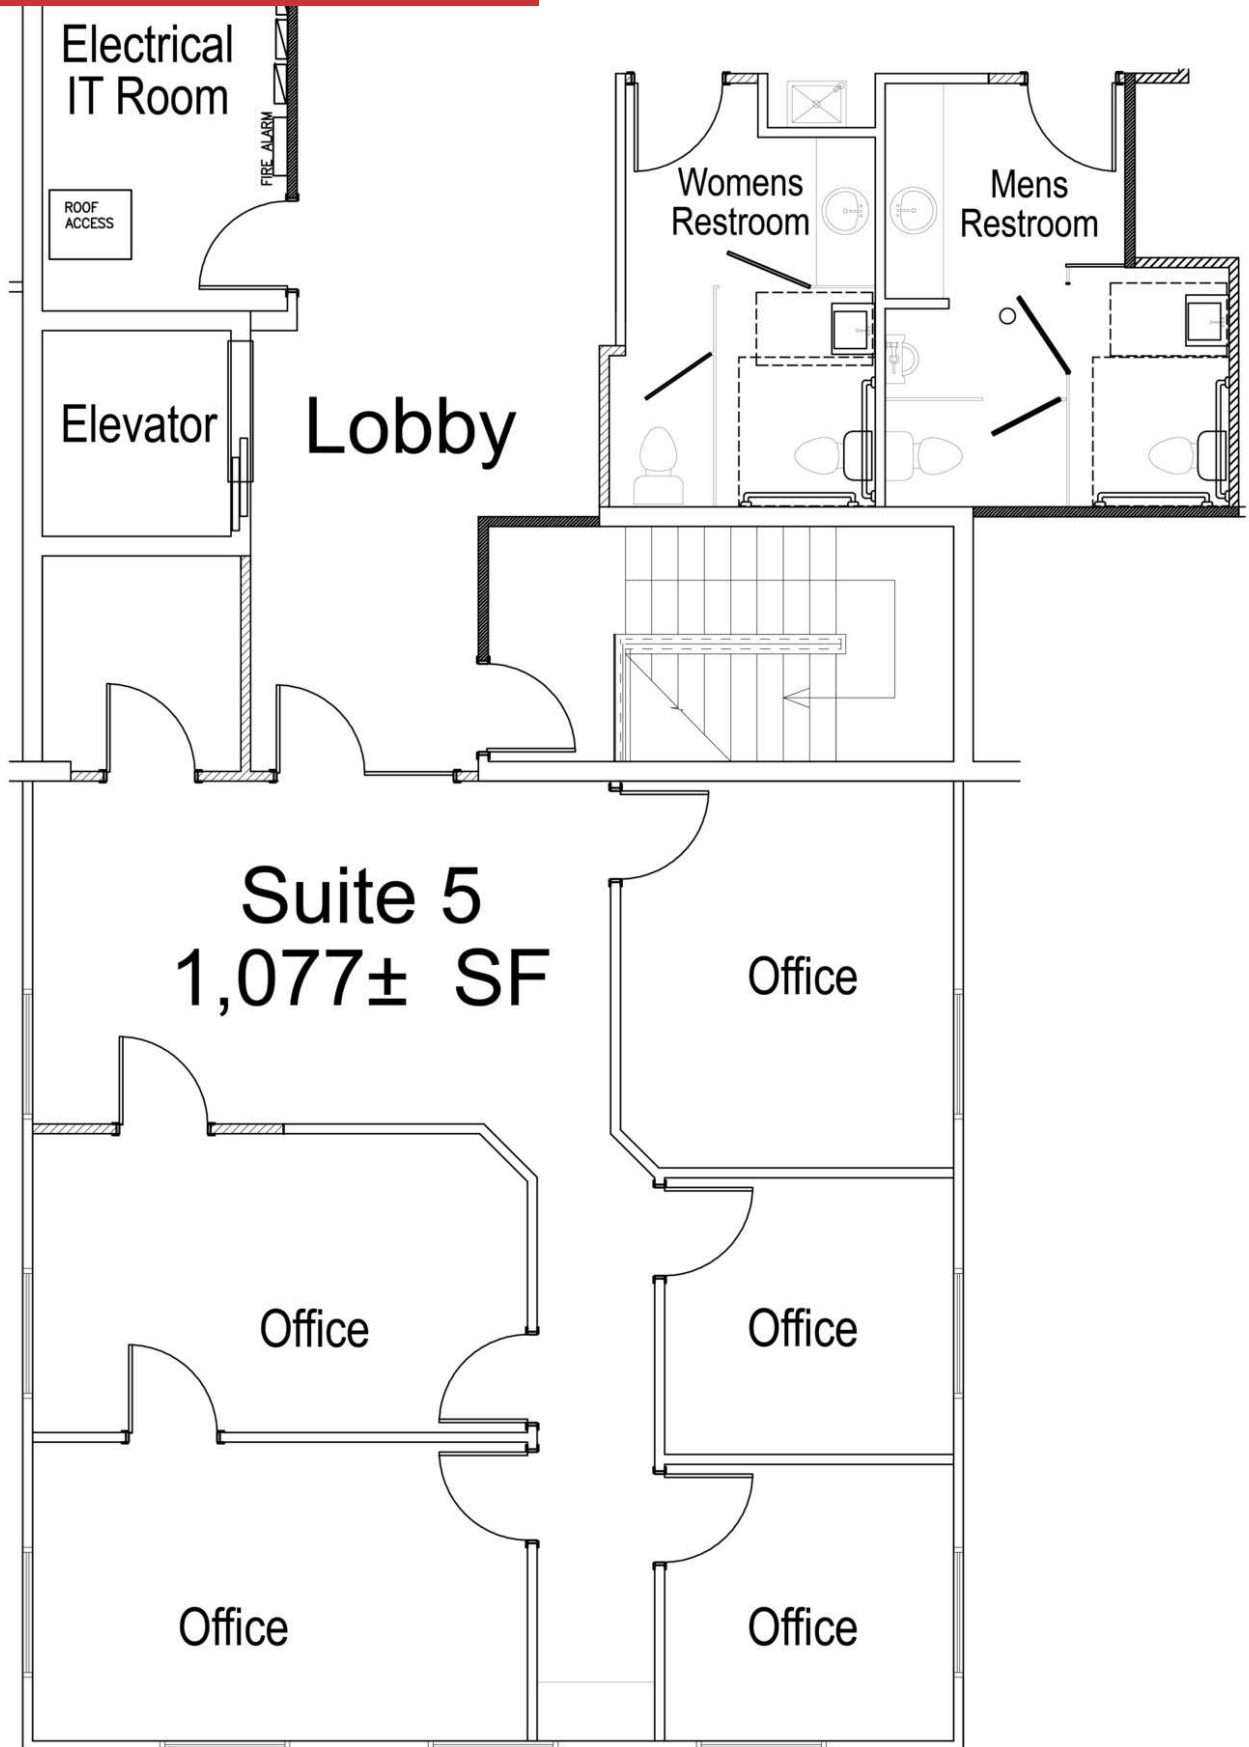 Electrical
IT Room
FIRE ALARM
ROOF
ACCESS
Womens
Restroom
Mens
Restroom
Elevator
Lobby
Suite 5
1,077± SF
Office
Office
Office
Office
Office